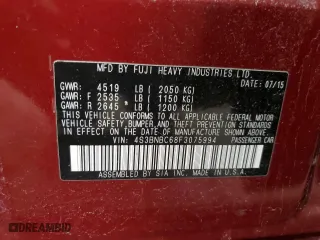 MFD BY FUJI HEAVY INDUSTRIES LTD.
GVWR: 4519 LB ( 2050 KG) DATE: 07/15
GAWR: F 2535 LB ( 1150 KG)
GAWR: R 2645 LB ( 1200 KG)
THIS VEHICLE CONFORMS TO ALL APPLICABLE FEDERAL MOTOR
VEHICLE SAFETY, BUMPER, AND THEFT PREVENTION STANDARDS
IN EFFECT ON THE DATE OF MANUFACTURE SHOWN ABOVE.
VIN: 4S3BNBC68F3075994 PASSENGER CAR
ASSEMBLED BY SIA INC. IN U.S.A.
DREAMBID